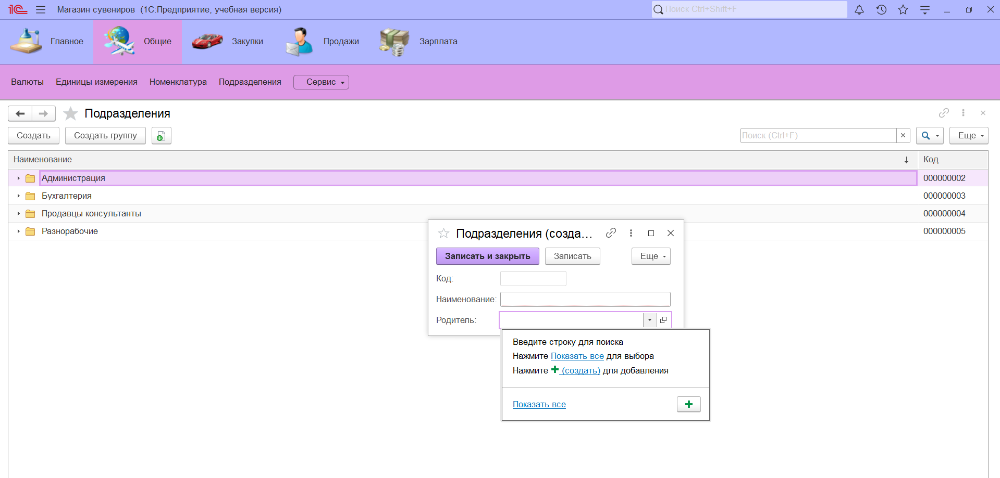 1С Магазин сувениров (1С:Предприятие, учебная версия) Поиск Ctrl+Shift+F
Главное Общие Закупки Продажи Зарплата
Валюты Единицы измерения Номенклатура Подразделения Сервис
Подразделения
Создать Создать группу Поиск (Ctrl+F) Еще
Наименование Код
Администрация 000000002
Бухгалтерия 000000003
Продавцы консультанты 000000004
Разнорабочие 000000005
Подразделения (созда...
Записать и закрыть Записать Еще
Код:
Наименование:
Родитель:
Введите строку для поиска
Нажмите Показать все для выбора
Нажмите + (создать) для добавления
Показать все